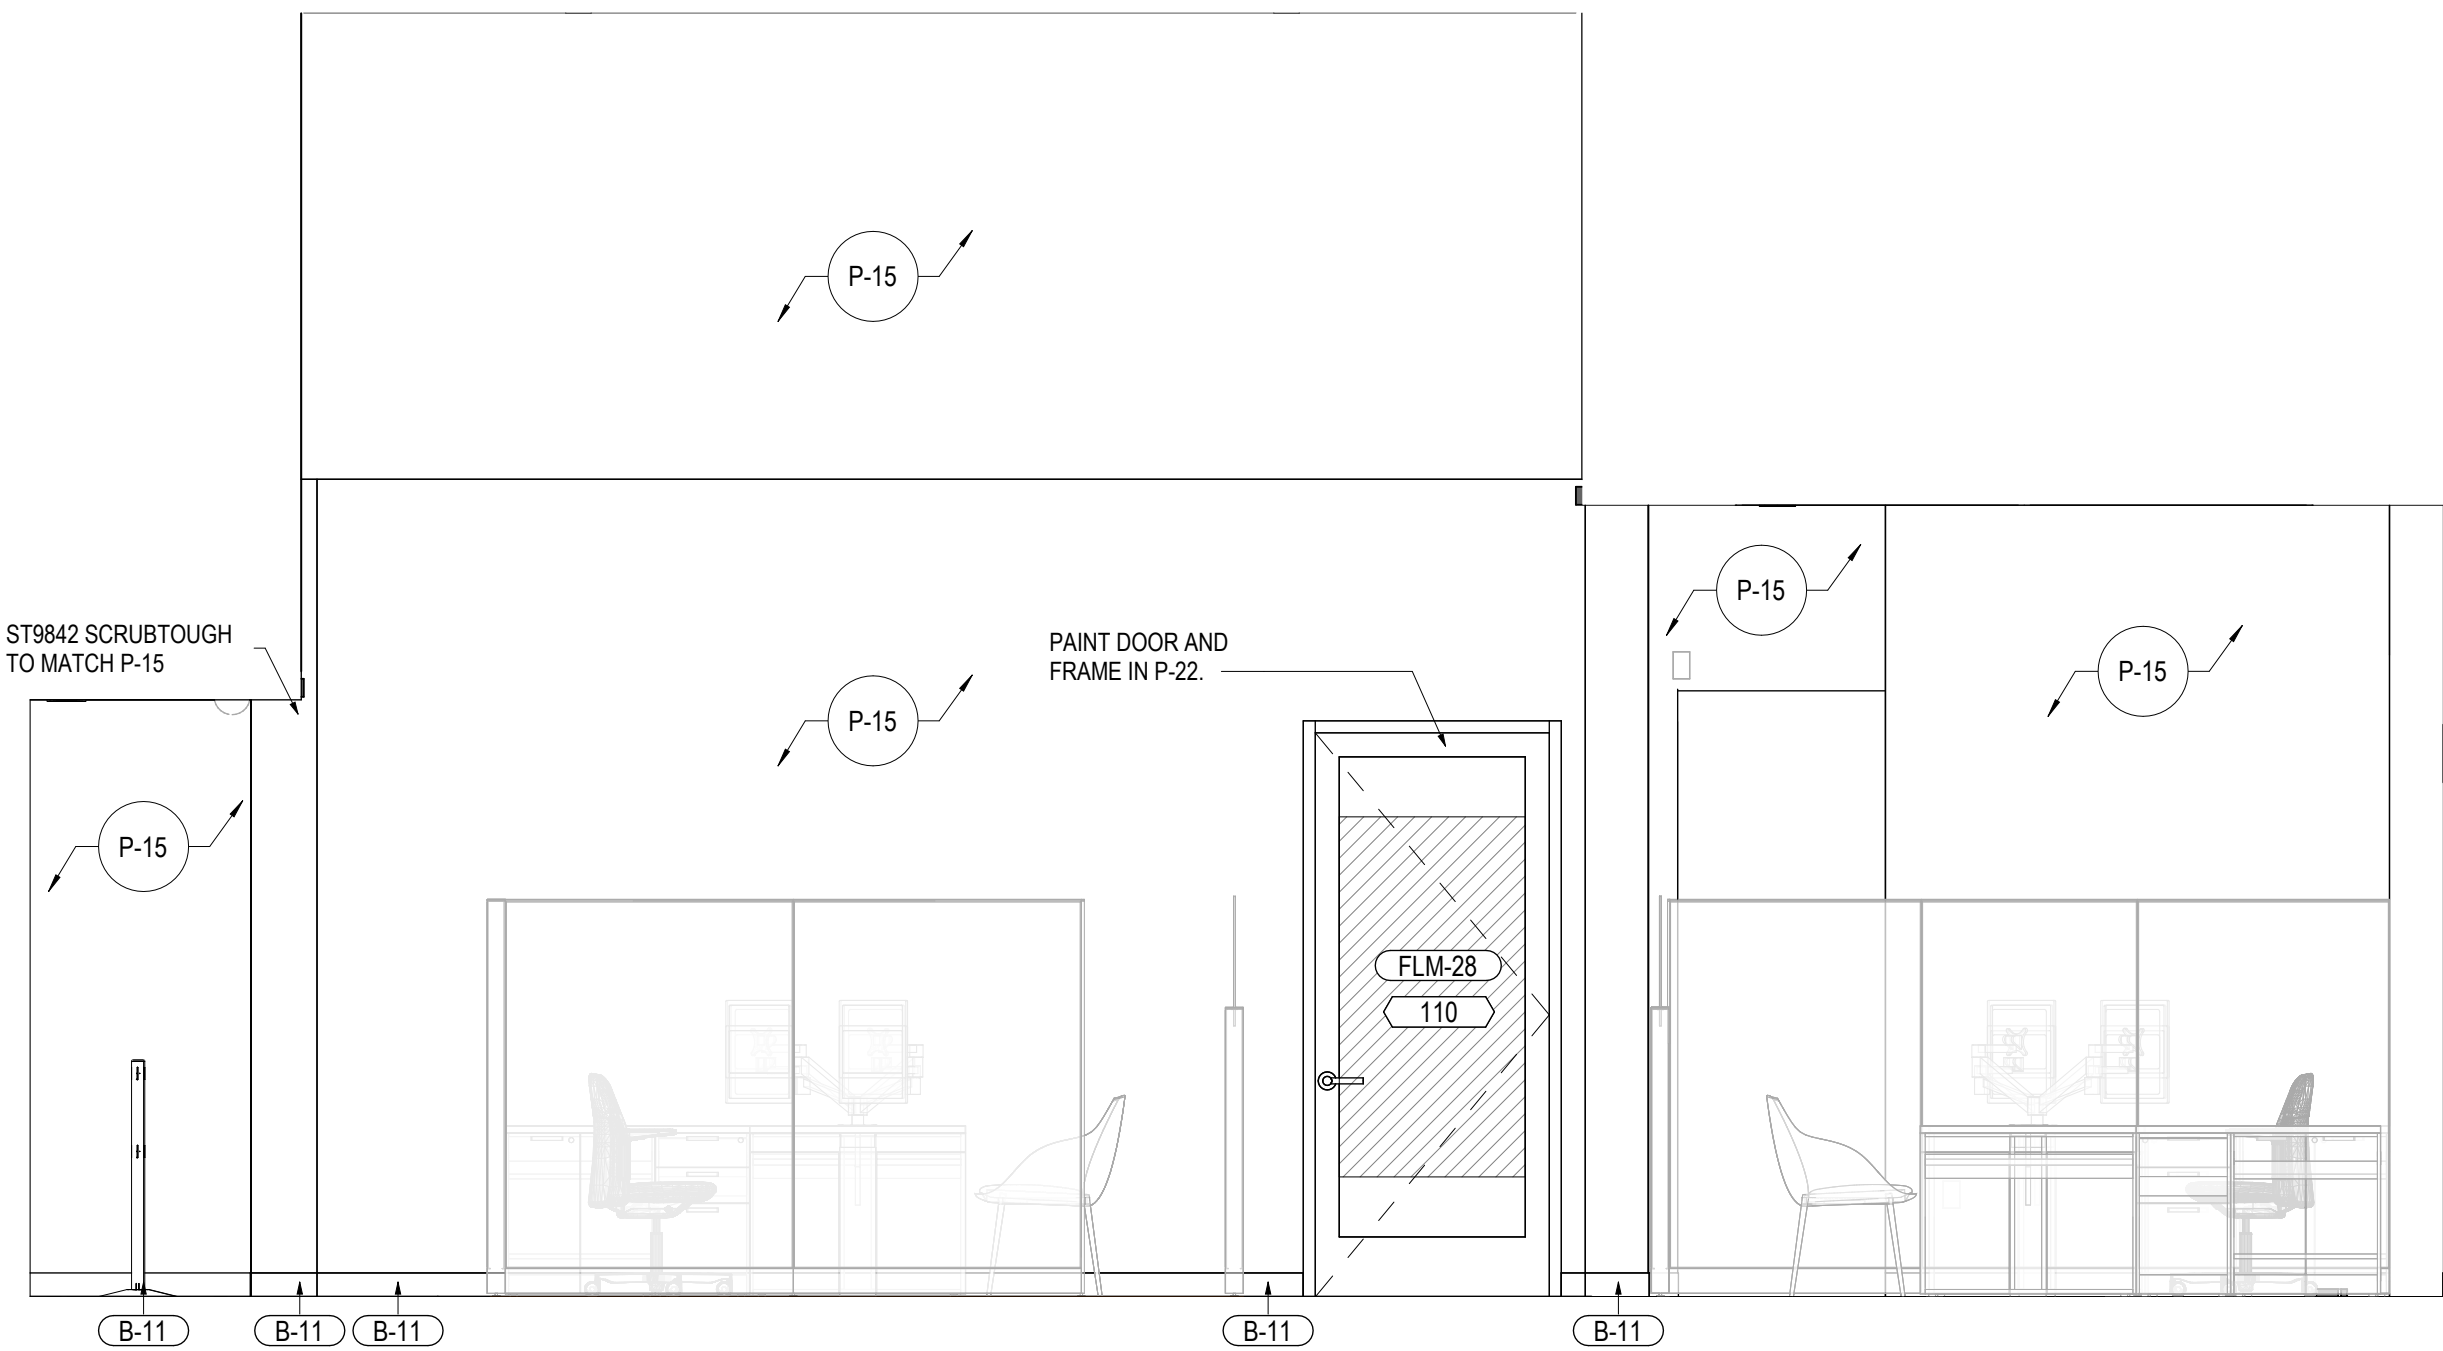 P-15
P-15
ST9842 SCRUBTOUGH
TO MATCH P-15
PAINT DOOR AND
FRAME IN P-22.
P-15
P-15
P-15
FLM-28
110
B-11
B-11
B-11
B-11
B-11